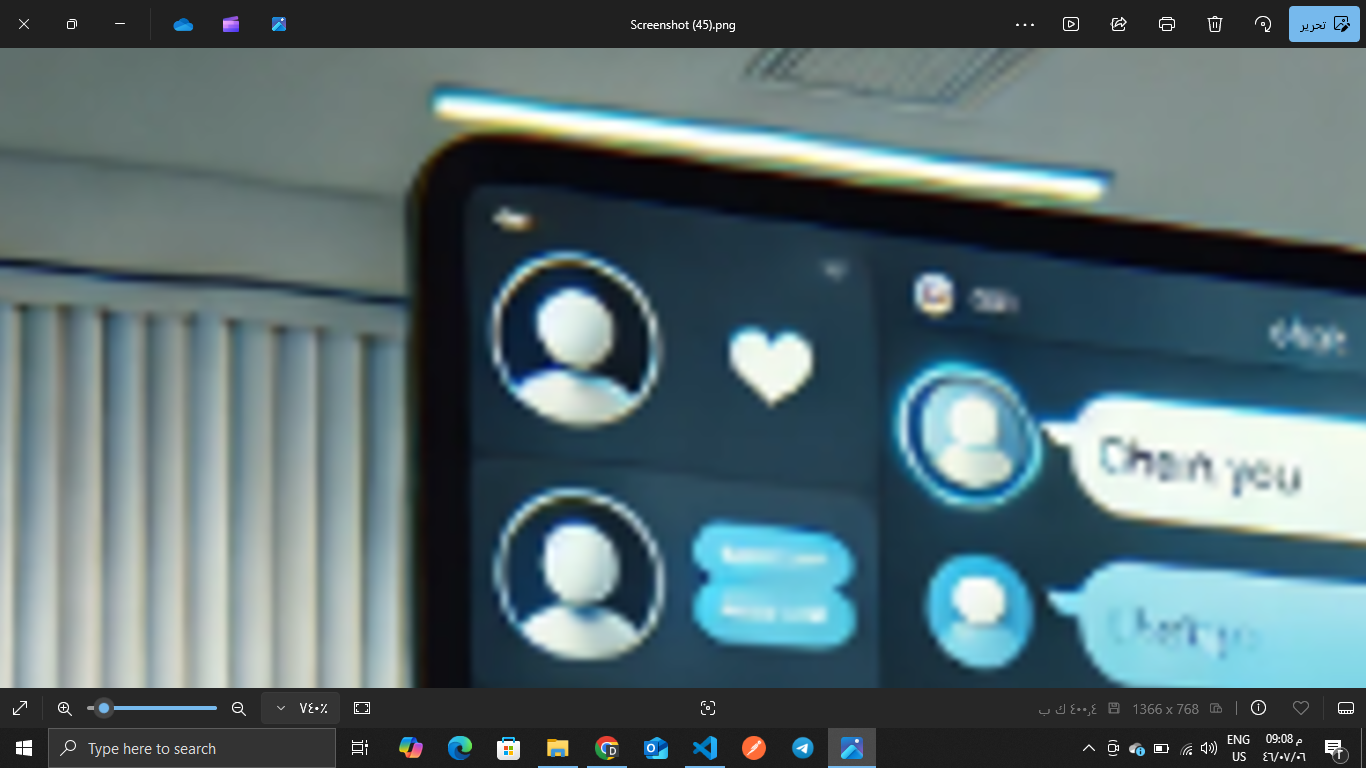 Screenshot (45).png
تحرير
you
٧٤٠٪
٤٠٠٫٤ ك ب
1366 x 768
Type here to search
ENG
US
09:08 م
٤٦/٠٧/٠٦